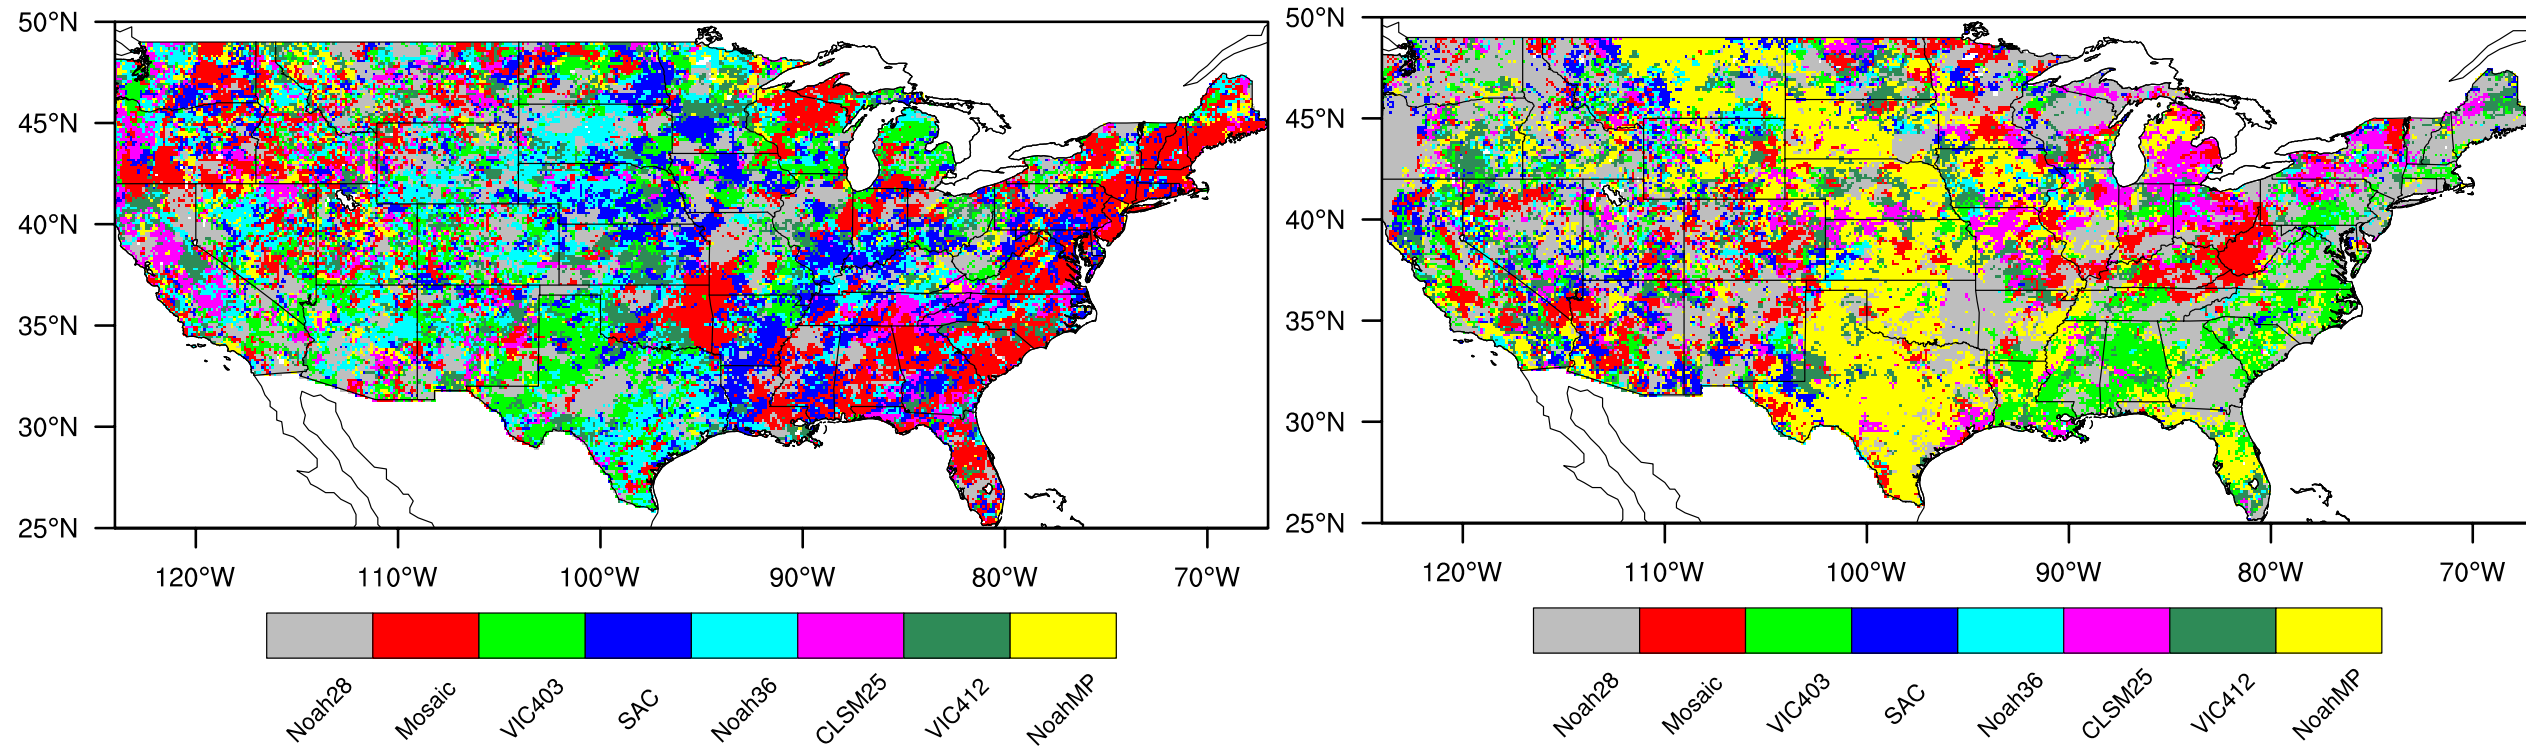 50°N
45°N
40°N
35°N
30°N
25°N
120°W 110°W 100°W 90°W 80°W 70°W
Noah28 Mosaic VIC403 SAC Noah36 CLSM25 VIC412 NoahMP
50°N
45°N
40°N
35°N
30°N
25°N
120°W 110°W 100°W 90°W 80°W 70°W
Noah28 Mosaic VIC403 SAC Noah36 CLSM25 VIC412 NoahMP